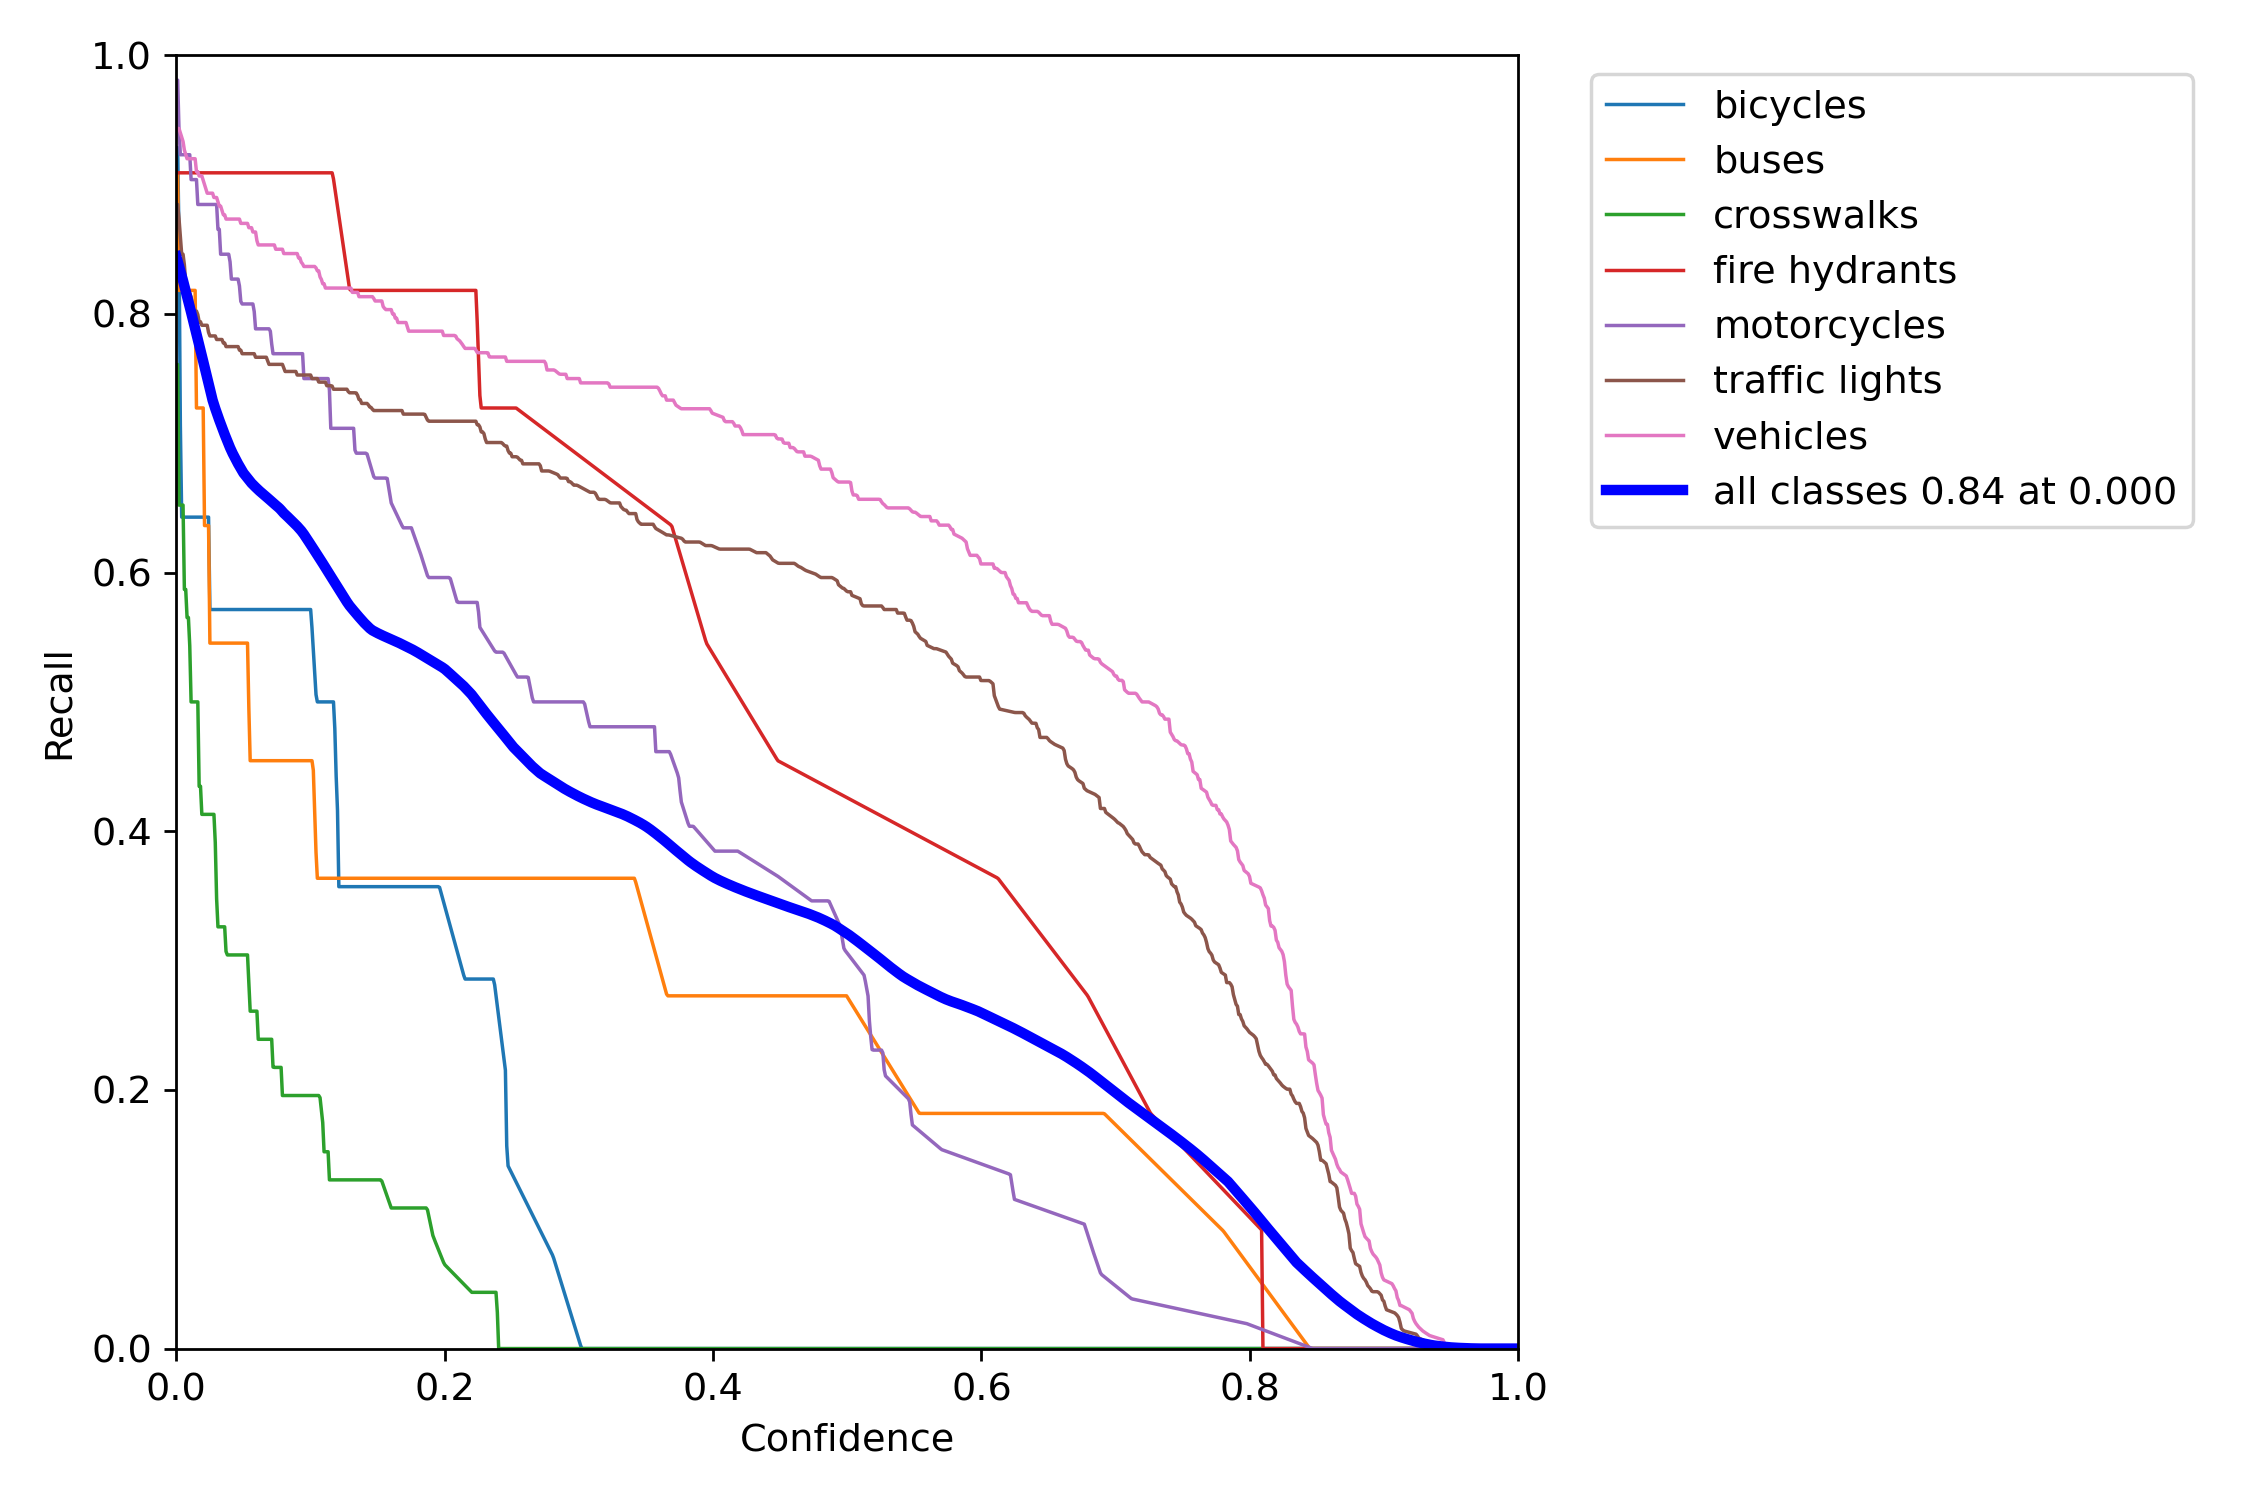 1.0
0.8
0.6
0.4
0.2
0.0
Recall
0.0 0.2 0.4 0.6 0.8 1.0
Confidence
bicycles
buses
crosswalks
fire hydrants
motorcycles
traffic lights
vehicles
all classes 0.84 at 0.000